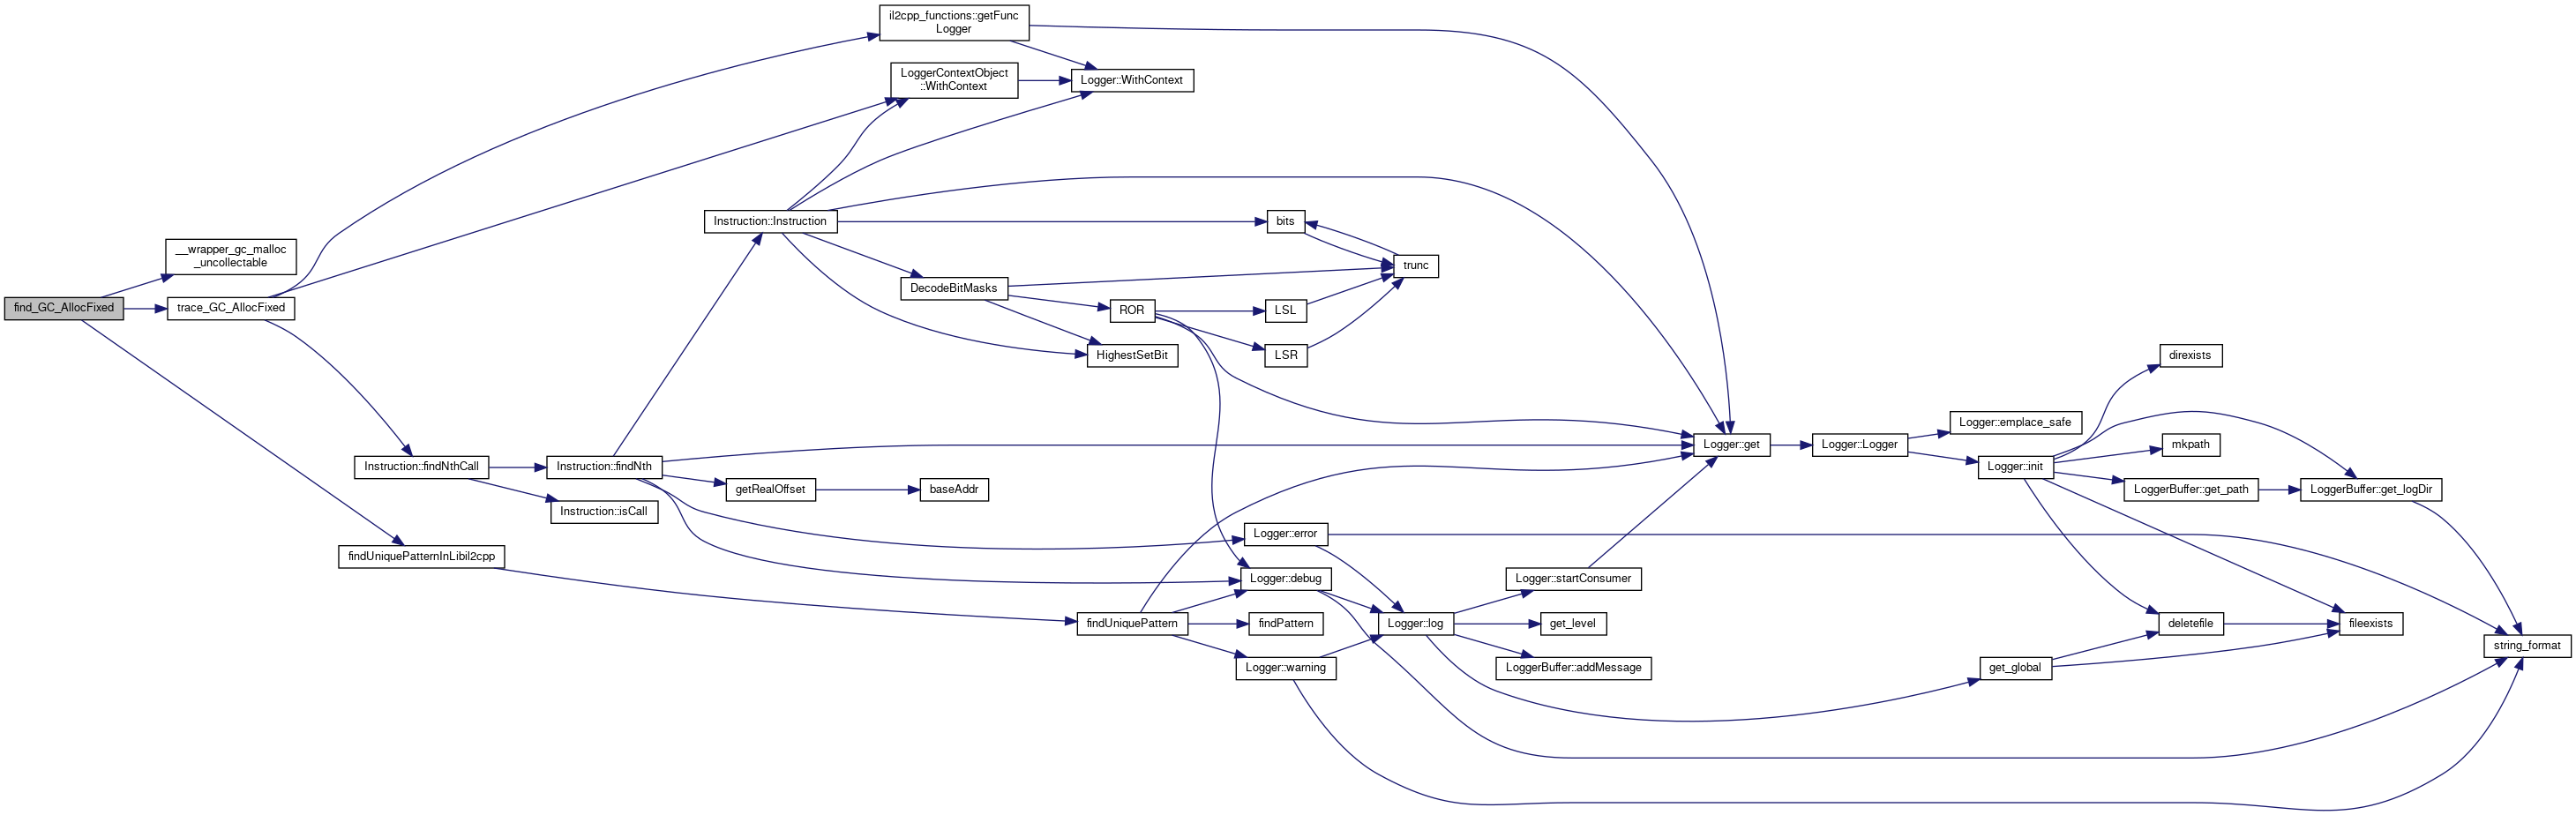 find_GC_AllocFixed
__wrapper_gc_malloc
_uncollectable
trace_GC_AllocFixed
findUniquePatternInLibil2cpp
Instruction::findNthCall
Instruction::findNth
Instruction::isCall
Instruction::Instruction
getRealOffset
baseAddr
il2cpp_functions::getFunc
Logger
LoggerContextObject
::WithContext
Logger::WithContext
DecodeBitMasks
ROR
HighestSetBit
bits
LSL
LSR
trunc
findUniquePattern
Logger::error
Logger::debug
findPattern
Logger::warning
Logger::log
Logger::startConsumer
get_level
LoggerBuffer::addMessage
Logger::get
Logger::Logger
Logger::emplace_safe
Logger::init
get_global
direxists
mkpath
LoggerBuffer::get_path
LoggerBuffer::get_logDir
deletefile
fileexists
string_format